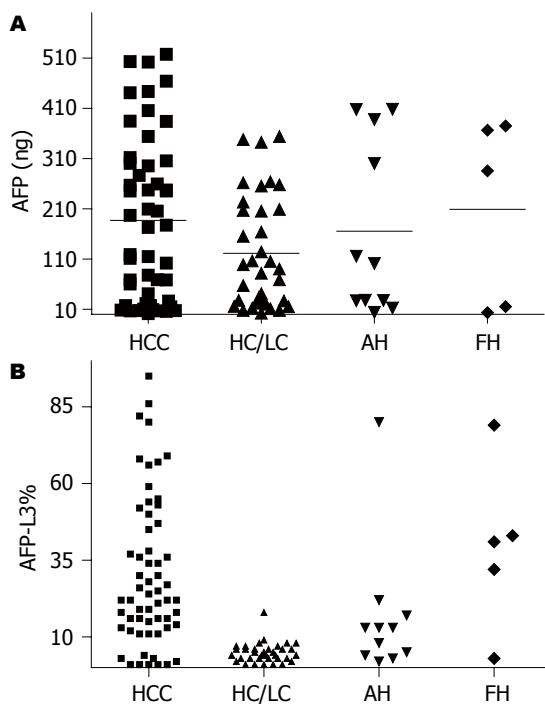 A
AFP (ng)
510
410
310
210
110
10
HCC HC/LC AH FH
B
AFP-L3%
85
60
35
10
HCC HC/LC AH FH